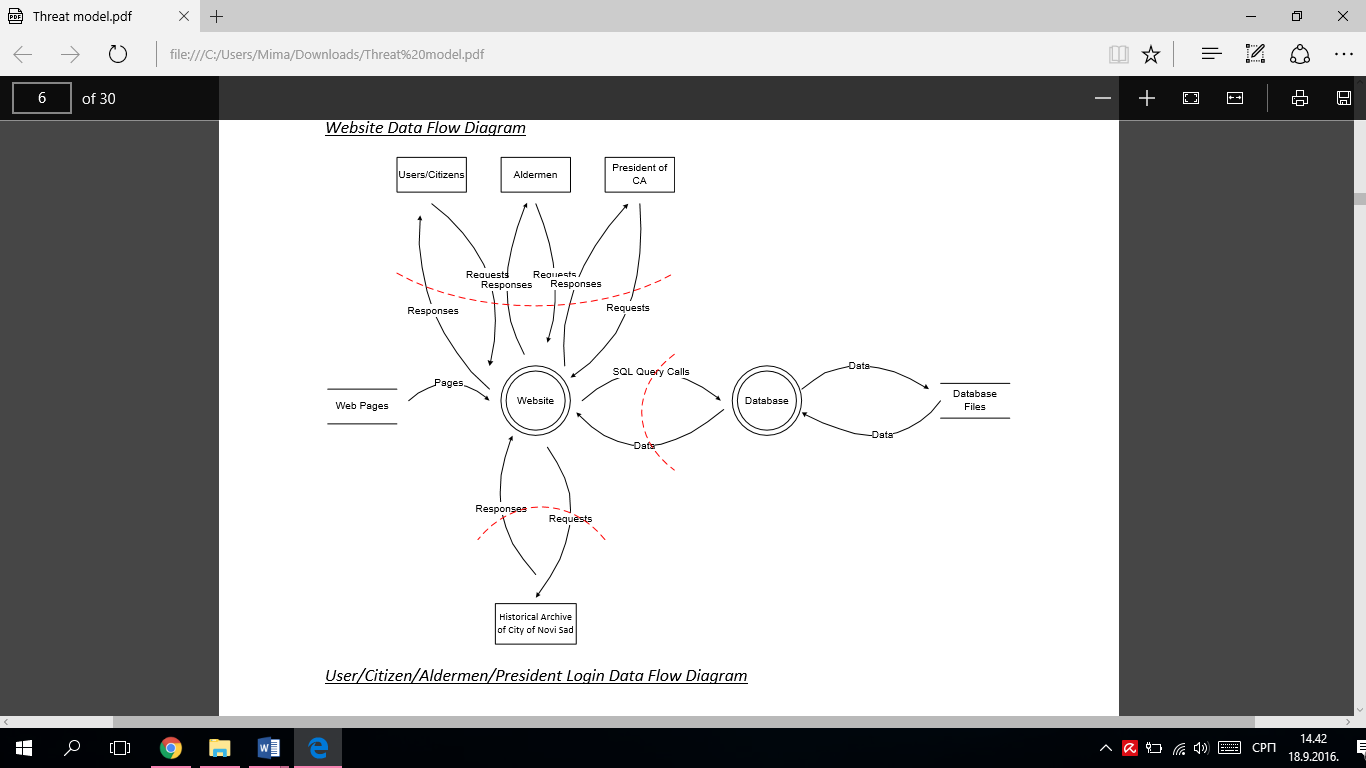 Threat model.pdf
file:///C:/Users/Mima/Downloads/Threat%20model.pdf
6 of 30
Website Data Flow Diagram
Users/Citizens
Aldermen
President of
CA
Requests
Responses
Requests
Responses
Responses
Requests
Pages
Web Pages
Website
SQL Query Calls
Data
Database
Data
Data
Database
Files
Responses
Requests
Historical Archive
of City of Novi Sad
User/Citizen/Aldermen/President Login Data Flow Diagram
СРП
14.42
18.9.2016.